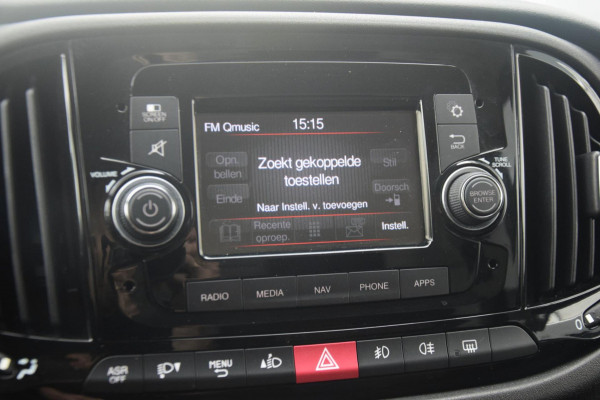 SCREEN
ON/OFF
VOLUME
FM Qmusic 15:15
Opn. bellen
Zoekt gekoppelde
toestellen
Stil
Einde
Doorsch
Naar Instell. v. toevoegen
Recente
oproep.
Instell.
BACK
TUNE
SCROLL
BROWSE
ENTER
RADIO MEDIA NAV PHONE APPS
ASR
OFF
MENU
0